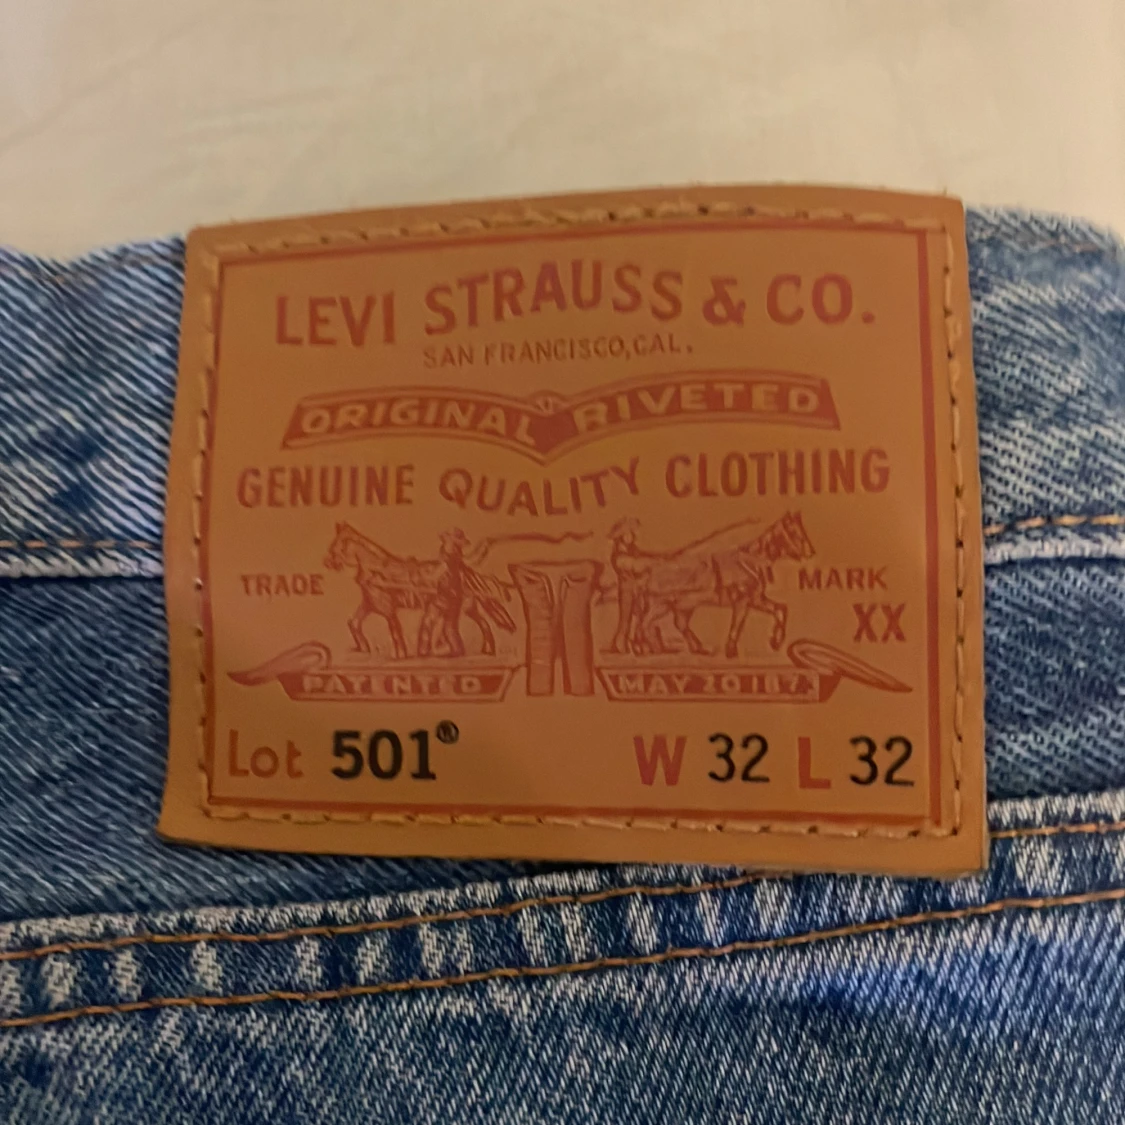 LEVI STRAUSS & CO.
SAN FRANCISCO, CAL.
ORIGINAL RIVETED
GENUINE QUALITY CLOTHING
TRADE MARK
XX
PATENTED MAY 20 1873
Lot 501® W 32 L 32